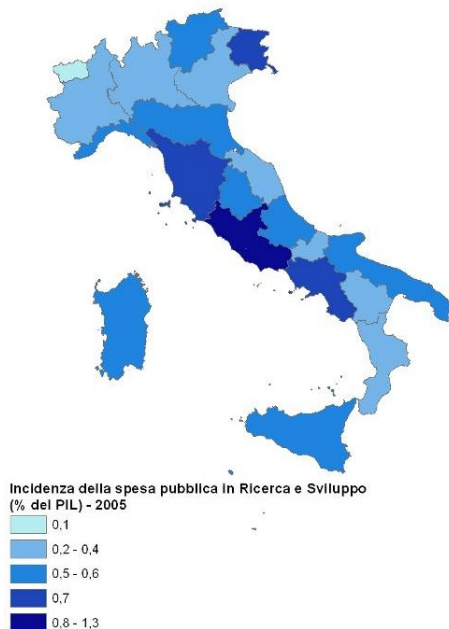 Incidenza della spesa pubblica in Ricerca e Sviluppo
(% del PIL) - 2005
0,1
0,2 - 0,4
0,5 - 0,6
0,7
0,8 - 1,3